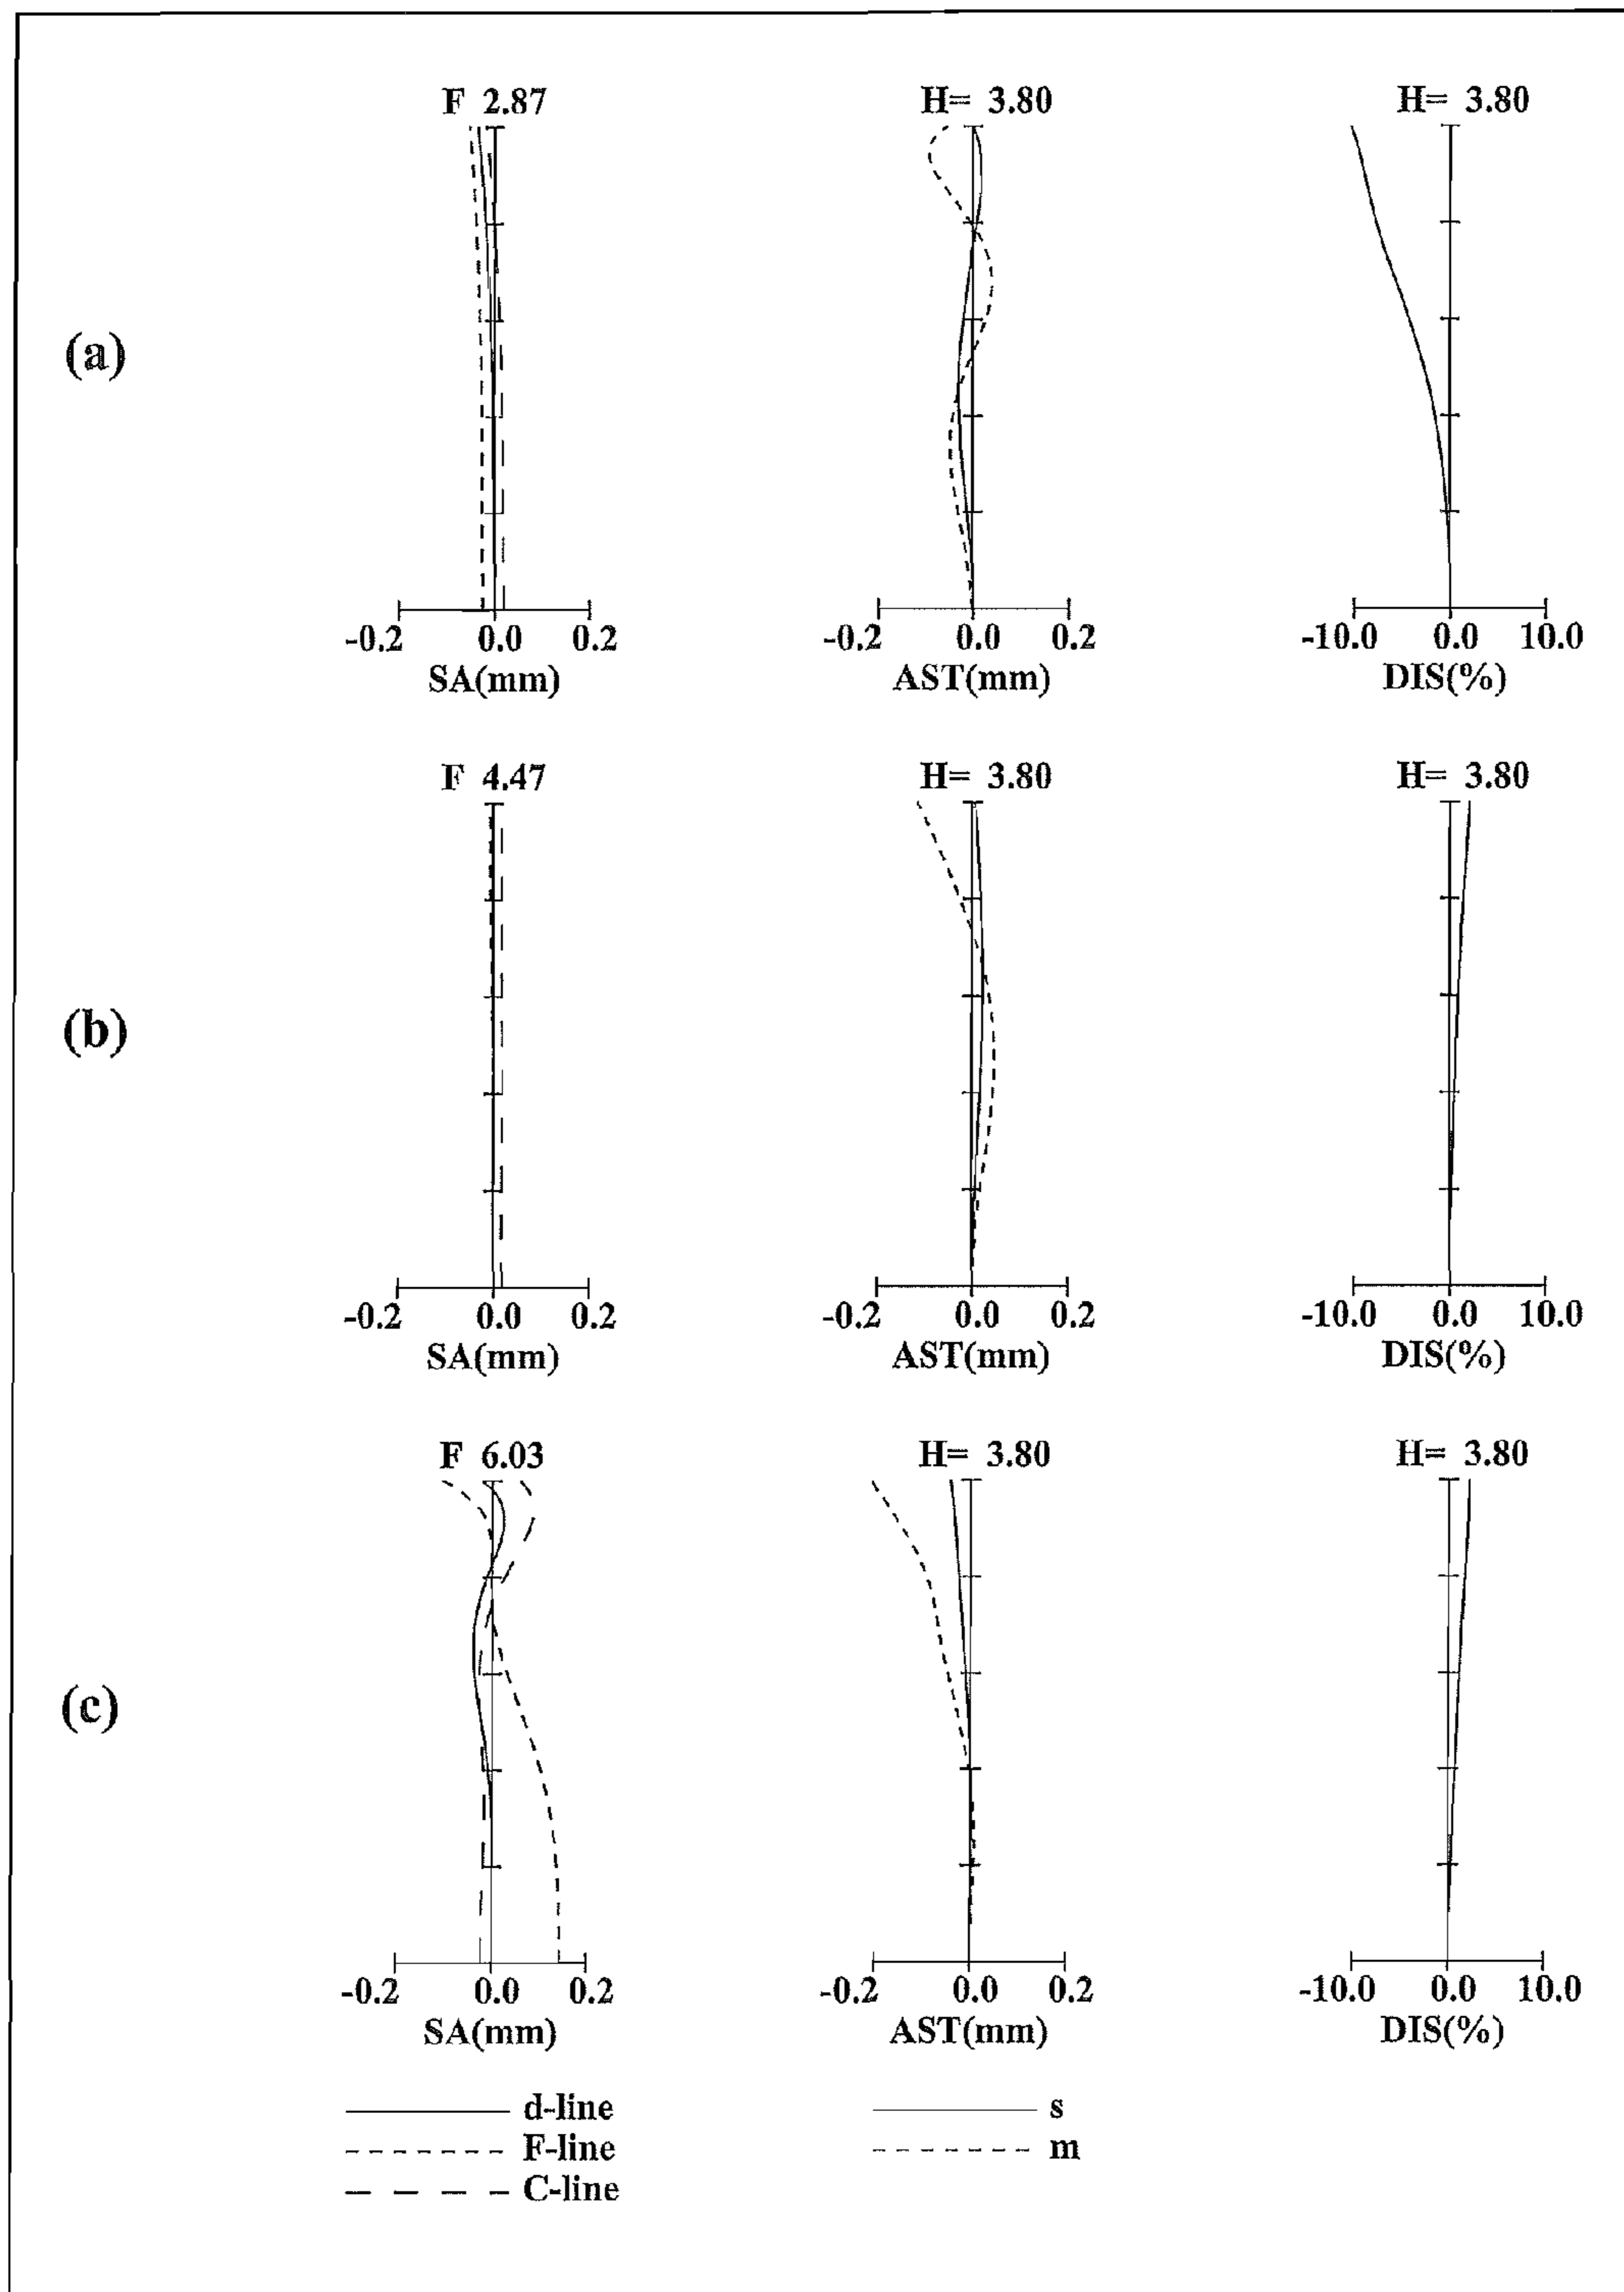 F 2.87 H= 3.80 H= 3.80
(a)
-0.2 0.0 0.2 -0.2 0.0 0.2 -10.0 0.0 10.0
SA(mm) AST(mm) DIS(%)
F 4.47 H= 3.80 H= 3.80
(b)
-0.2 0.0 0.2 -0.2 0.0 0.2 -10.0 0.0 10.0
SA(mm) AST(mm) DIS(%)
F 6.03 H= 3.80 H= 3.80
(c)
-0.2 0.0 0.2 -0.2 0.0 0.2 -10.0 0.0 10.0
SA(mm) AST(mm) DIS(%)
d-line s
F-line m
C-line